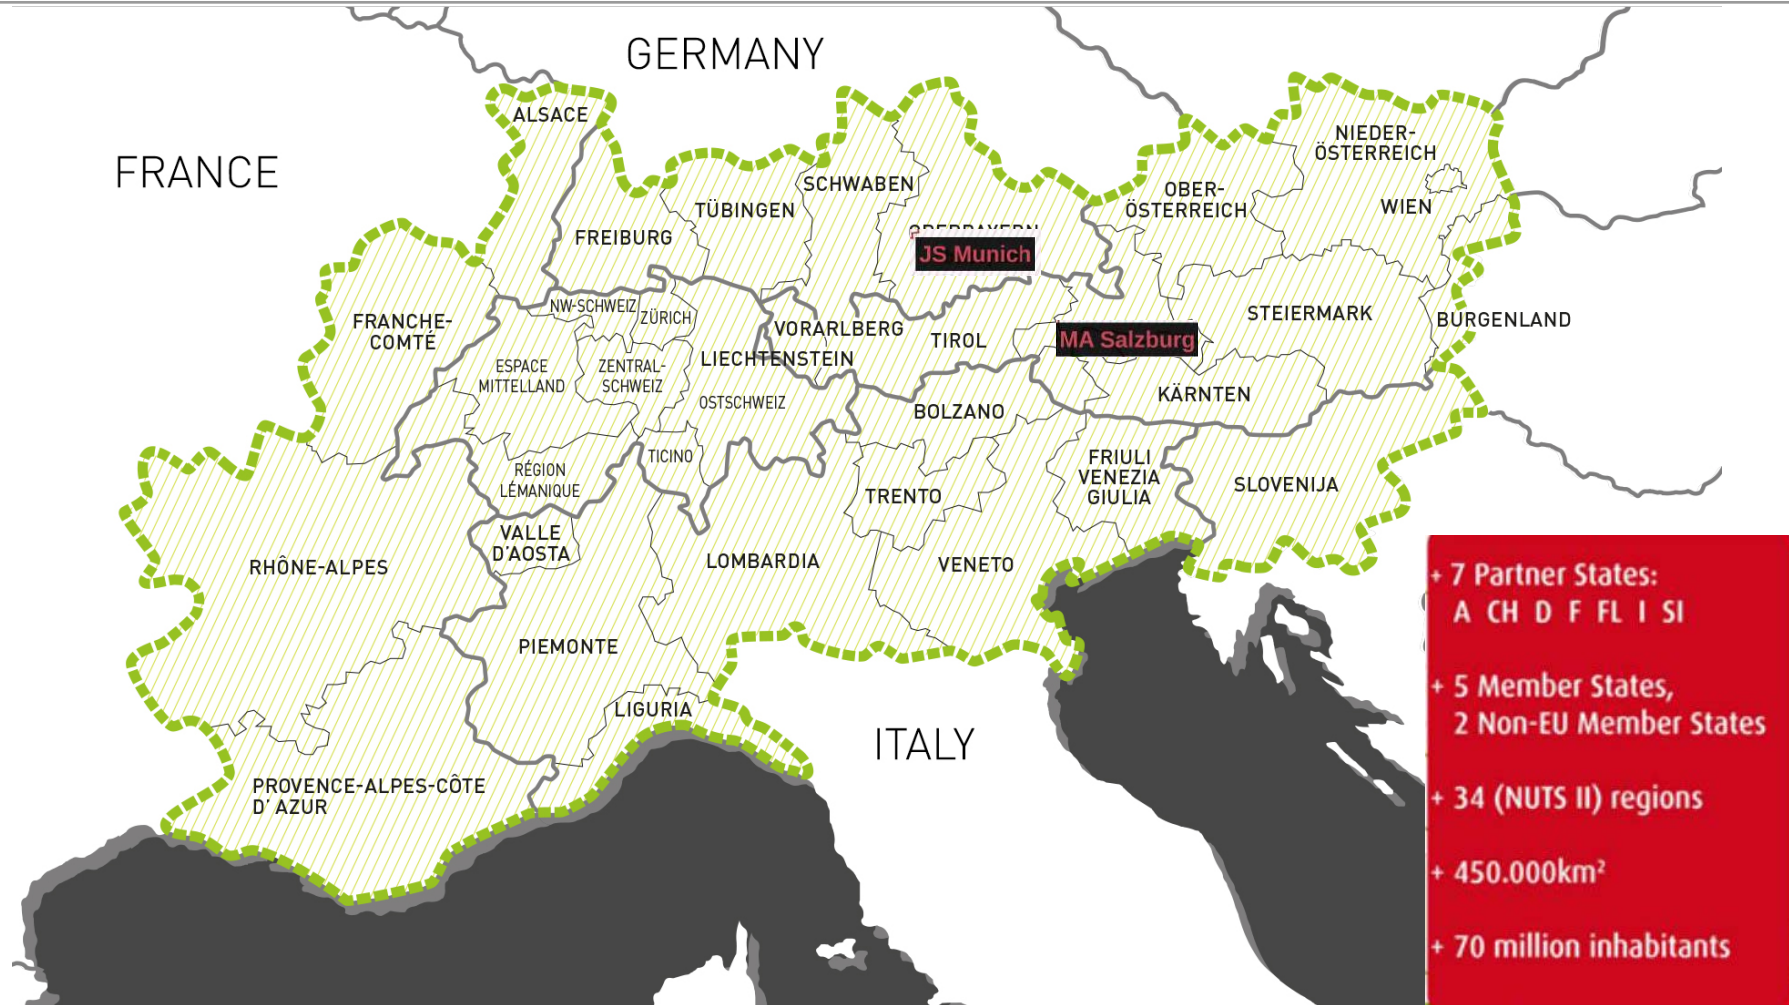 GERMANY
FRANCE
ITALY
ALSACE
NIEDER-
ÖSTERREICH
WIEN
OBER-
ÖSTERREICH
SCHWABEN
TÜBINGEN
FREIBURG
OBERBAYERN
JS Munich
FRANCHE-
COMTÉ
NW-SCHWEIZ
ZÜRICH
VORARLBERG
TIROL
MA Salzburg
STEIERMARK
BURGENLAND
LIECHTENSTEIN
ESPACE
MITTELLAND
ZENTRAL-
SCHWEIZ
OSTSCHWEIZ
BOLZANO
KÄRNTEN
TICINO
RÉGION
LÉMANIQUE
TRENTO
FRIULI
VENEZIA
GIULIA
SLOVENIJA
VALLE
D'AOSTA
RHÔNE-ALPES
LOMBARDIA
VENETO
PIEMONTE
LIGURIA
PROVENCE-ALPES-CÔTE
D' AZUR
+ 7 Partner States:
A CH D F FL I SI
+ 5 Member States,
2 Non-EU Member States
+ 34 (NUTS II) regions
+ 450.000km²
+ 70 million inhabitants